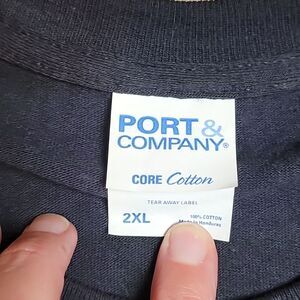 PORT &
COMPANY®
CORE Cotton
TEAR AWAY LABEL
2XL
100% COTTON
Made in Honduras